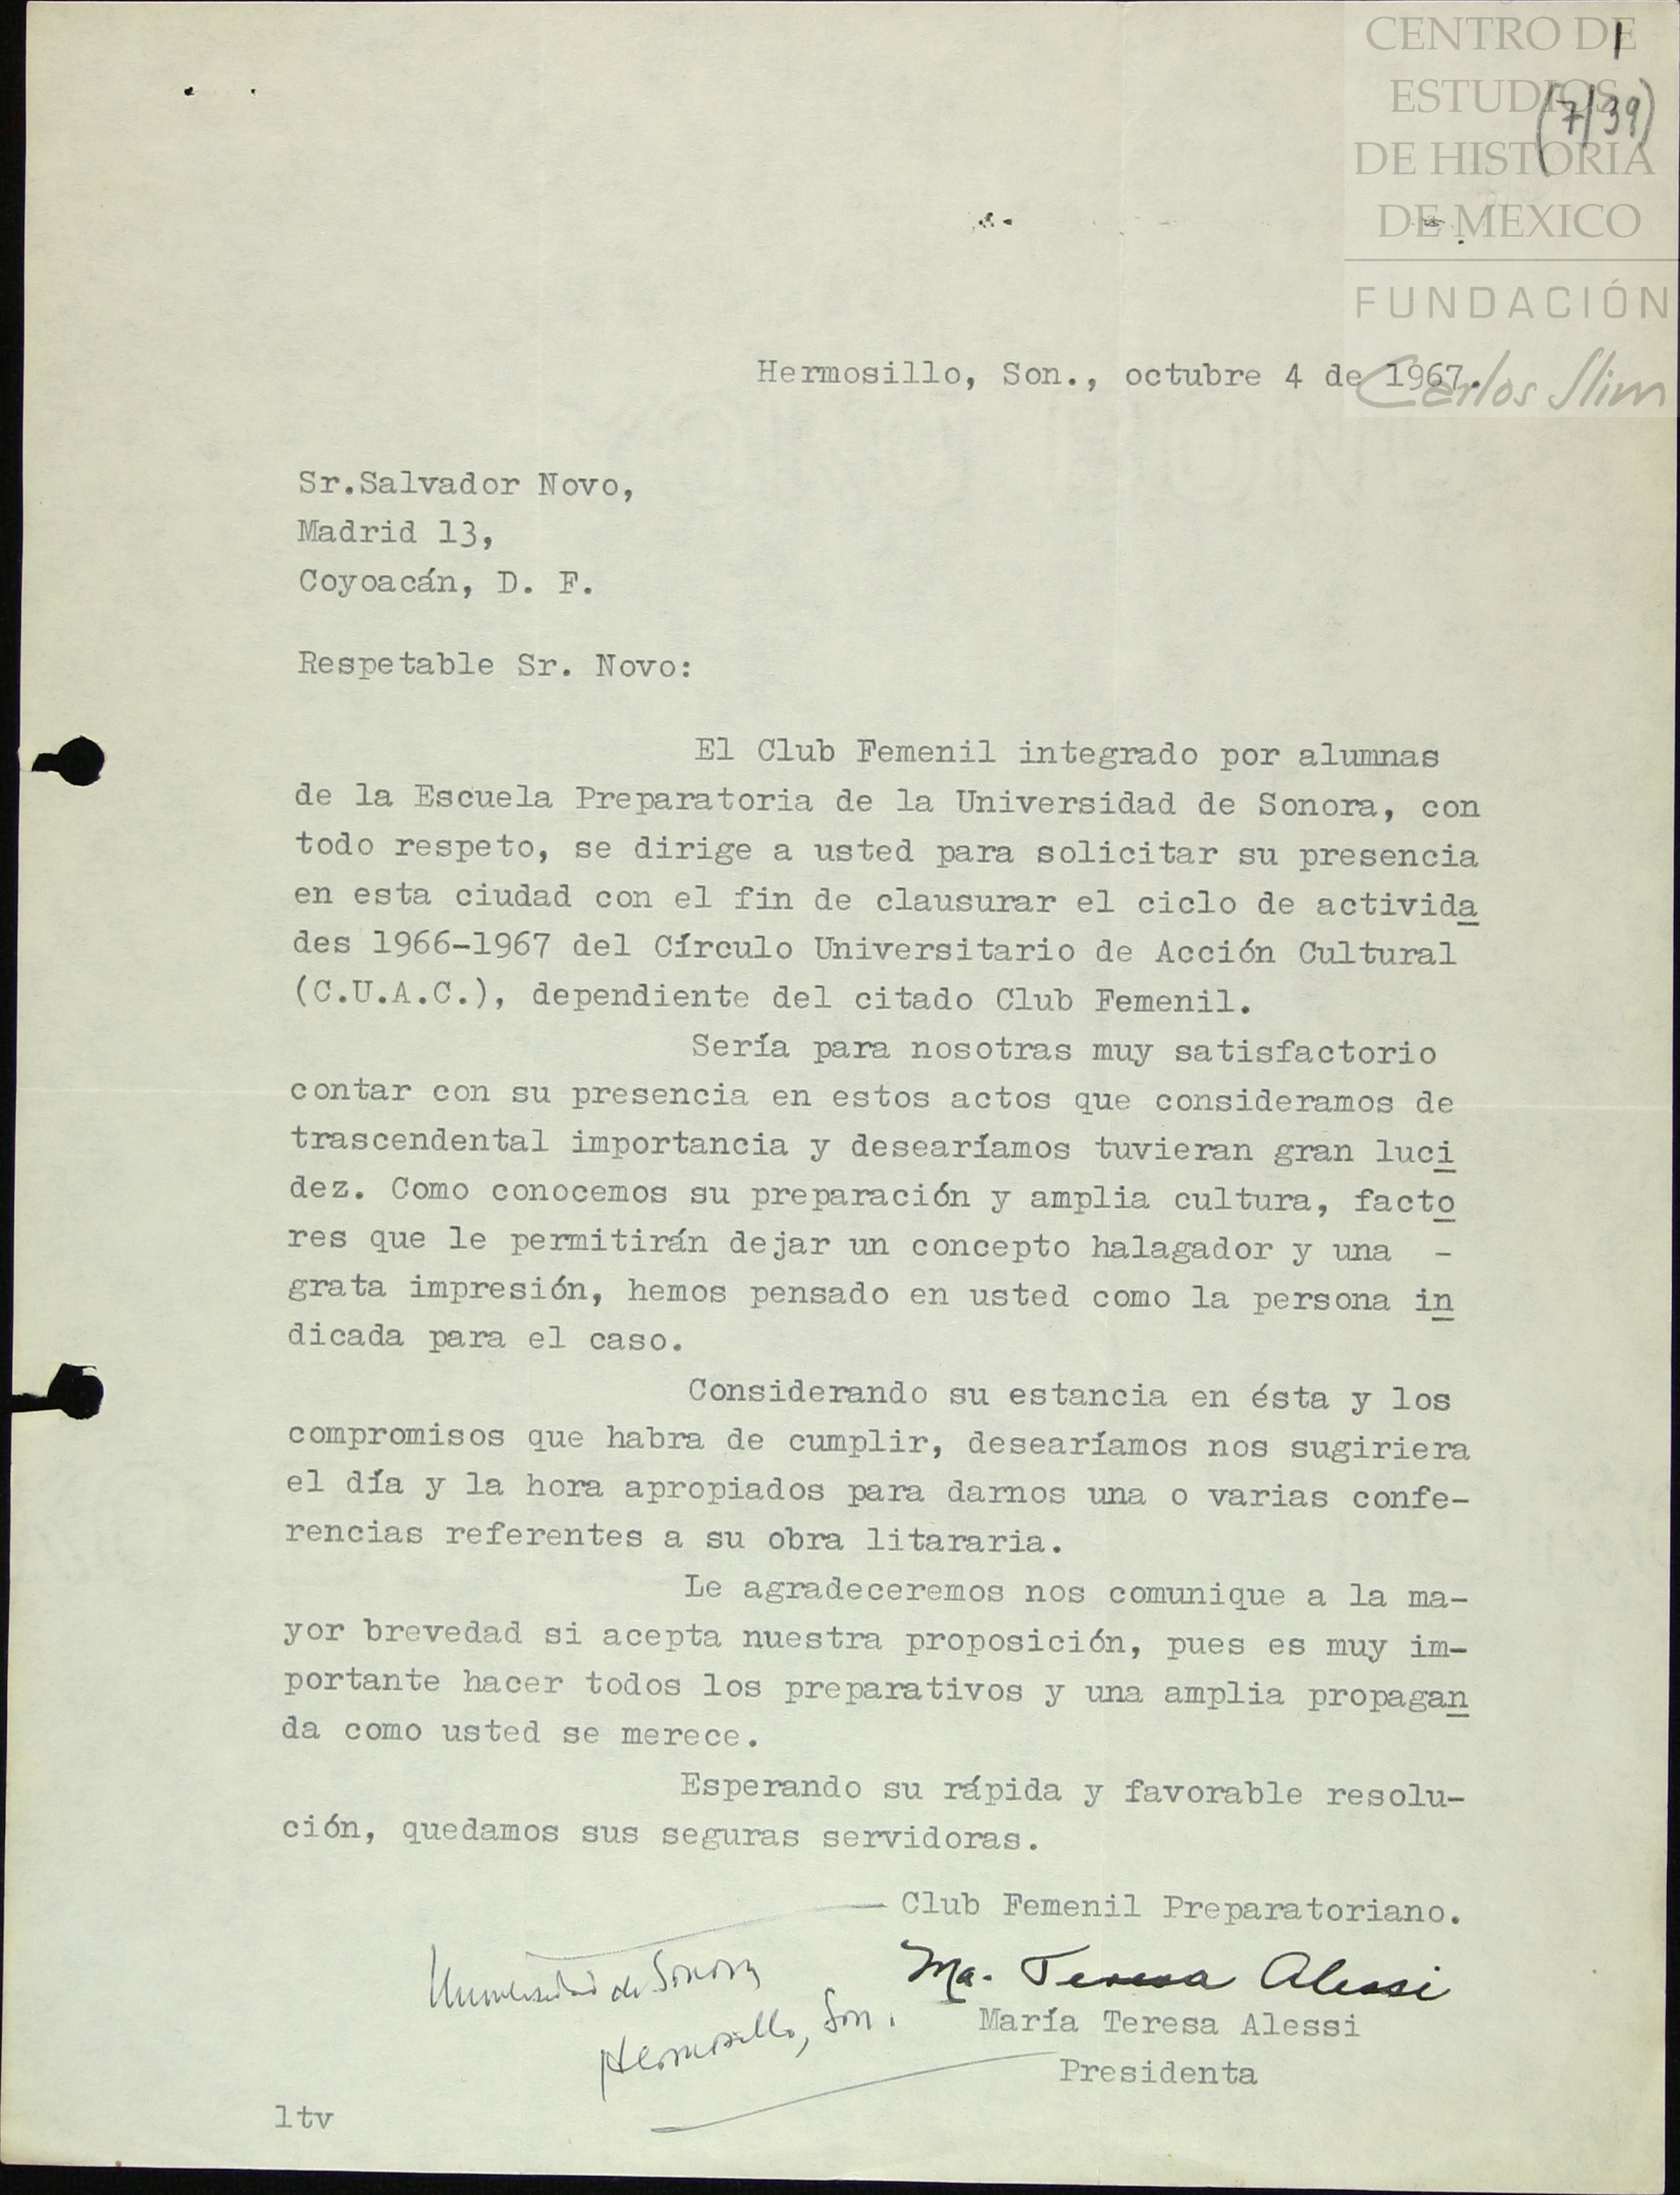 CENTRO DE
ESTUDIOS
DE HISTORIA
DE MEXICO
FUNDACIÓN
Carlos Slim
1
(7/39)
Hermosillo, Son., octubre 4 de 1967.
Sr.Salvador Novo,
Madrid 13,
Coyoacán, D. F.
Respetable Sr. Novo:
El Club Femenil integrado por alumnas
de la Escuela Preparatoria de la Universidad de Sonora, con
todo respeto, se dirige a usted para solicitar su presencia
en esta ciudad con el fin de clausurar el ciclo de activida
des 1966-1967 del Círculo Universitario de Acción Cultural
(C.U.A.C.), dependiente del citado Club Femenil.
Sería para nosotras muy satisfactorio
contar con su presencia en estos actos que consideramos de
trascendental importancia y desearíamos tuvieran gran luci
dez. Como conocemos su preparación y amplia cultura, facto
res que le permitirán dejar un concepto halagador y una -
grata impresión, hemos pensado en usted como la persona in
dicada para el caso.
Considerando su estancia en ésta y los
compromisos que habra de cumplir, desearíamos nos sugiriera
el día y la hora apropiados para darnos una o varias confe-
rencias referentes a su obra litararia.
Le agradeceremos nos comunique a la ma-
yor brevedad si acepta nuestra proposición, pues es muy im-
portante hacer todos los preparativos y una amplia propagan
da como usted se merece.
Esperando su rápida y favorable resolu-
ción, quedamos sus seguras servidoras.
Club Femenil Preparatoriano.
Ma. Teresa Alessi
Universidad de Sonora
Hermosillo, Son.
María Teresa Alessi
Presidenta
ltv